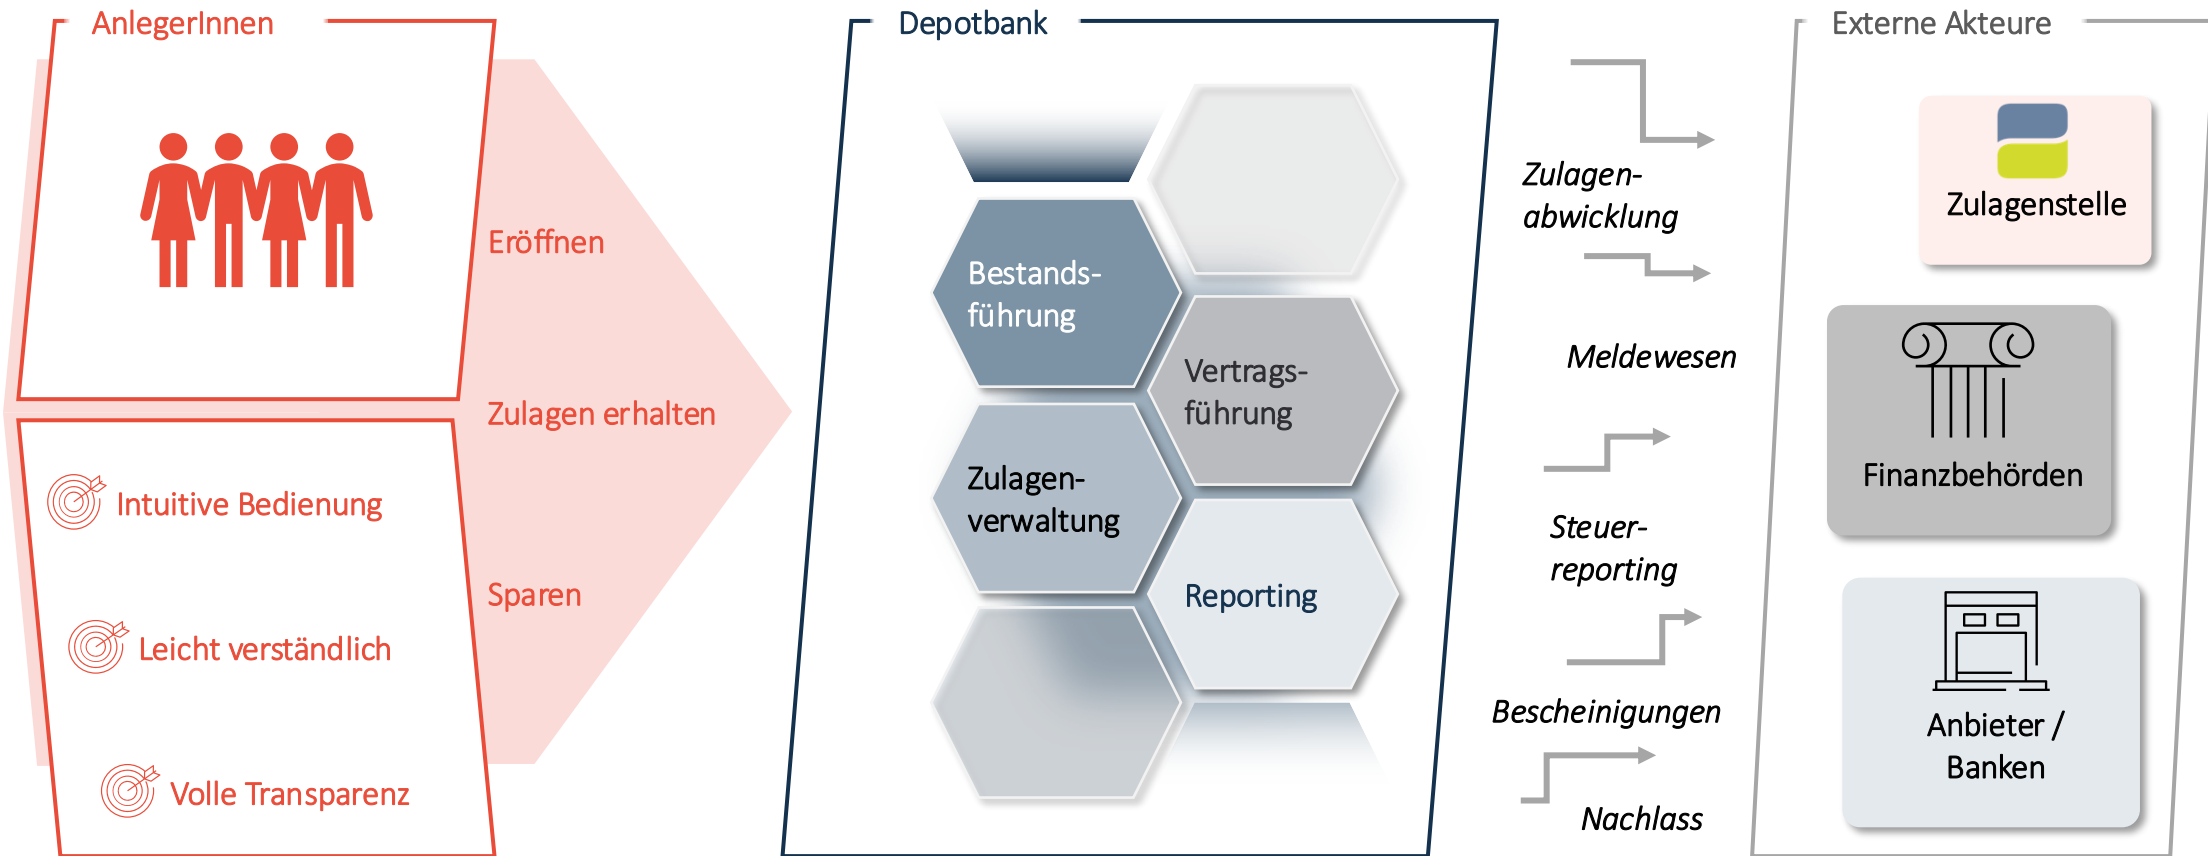 AnlegerInnen
Eröffnen
Zulagen erhalten
Sparen
Intuitive Bedienung
Leicht verständlich
Volle Transparenz
Depotbank
Bestands-
führung
Vertrags-
führung
Zulagen-
verwaltung
Reporting
Zulagen-
abwicklung
Meldewesen
Steuer-
reporting
Bescheinigungen
Nachlass
Externe Akteure
Zulagenstelle
Finanzbehörden
Anbieter /
Banken